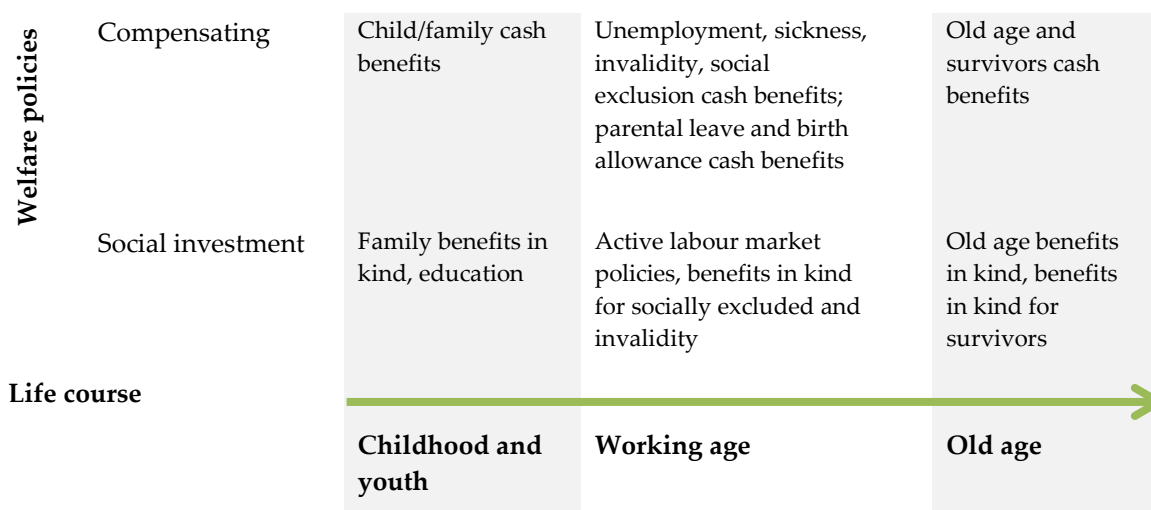 Welfare policies
Compensating
Child/family cash
benefits
Unemployment, sickness,
invalidity, social
exclusion cash benefits;
parental leave and birth
allowance cash benefits
Old age and
survivors cash
benefits
Social investment
Family benefits in
kind, education
Active labour market
policies, benefits in kind
for socially excluded and
invalidity
Old age benefits
in kind, benefits
in kind for
survivors
Life course
Childhood and
youth
Working age
Old age